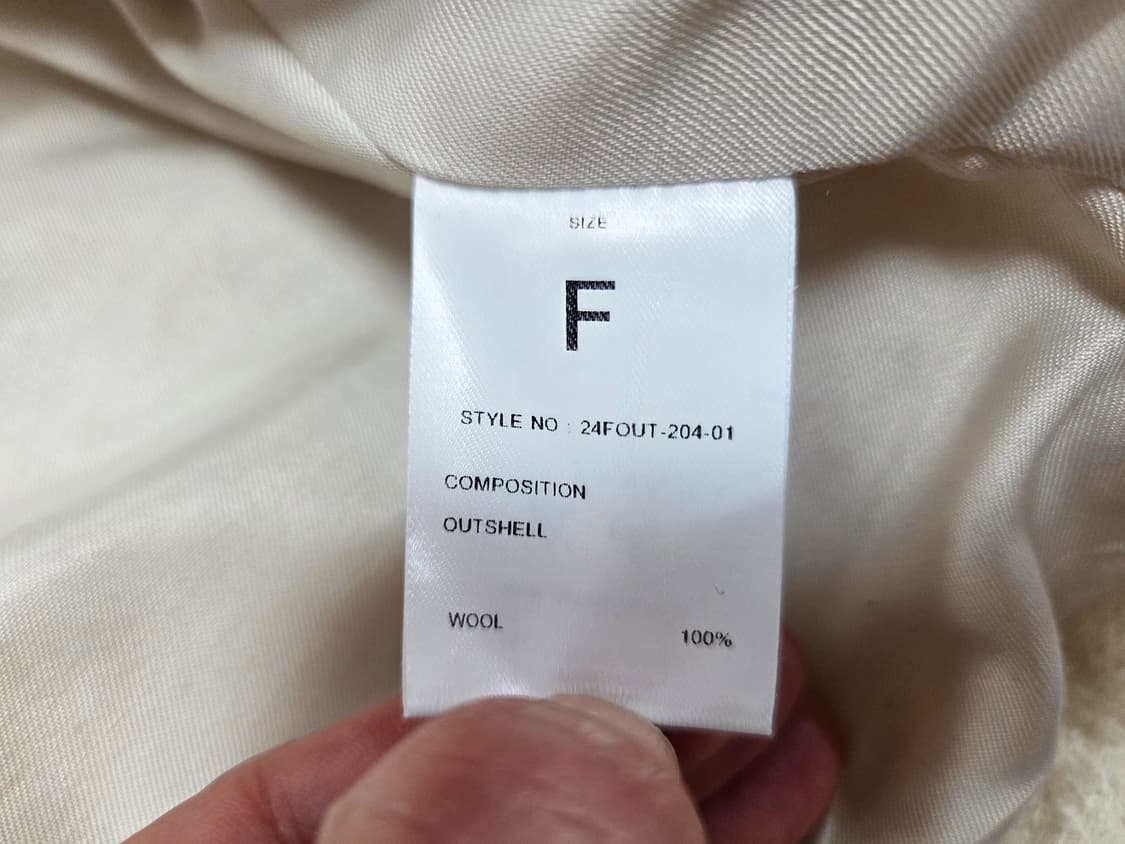 SIZE
F
STYLE NO : 24FOUT-204-01
COMPOSITION
OUTSHELL
WOOL 100%